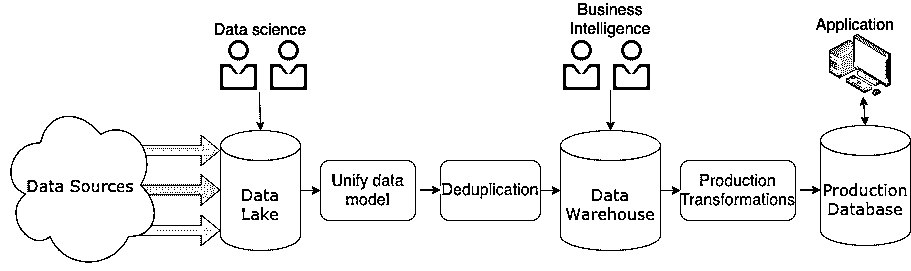 Data science
Business
Intelligence
Application
Data Sources
Data
Lake
Unify data
model
Deduplication
Data
Warehouse
Production
Transformations
Production
Database